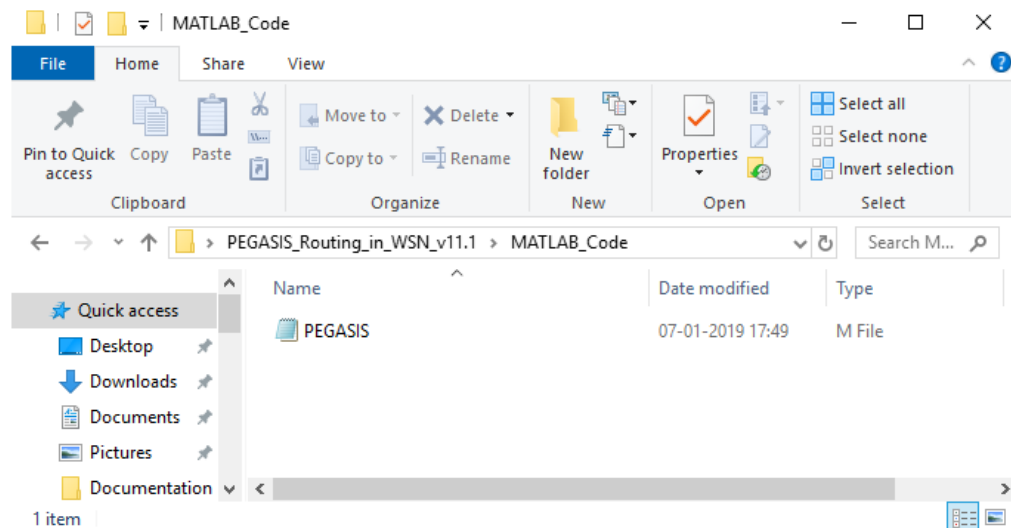 MATLAB_Code
File Home Share View
Pin to Quick access
Copy
Paste
Clipboard
Move to
Copy to
Delete
Rename
Organize
New folder
New
Properties
Open
Select all
Select none
Invert selection
Select
PEGASIS_Routing_in_WSN_v11.1 > MATLAB_Code
Search M...
Quick access
Desktop
Downloads
Documents
Pictures
Documentation
Name Date modified Type
PEGASIS 07-01-2019 17:49 M File
1 item